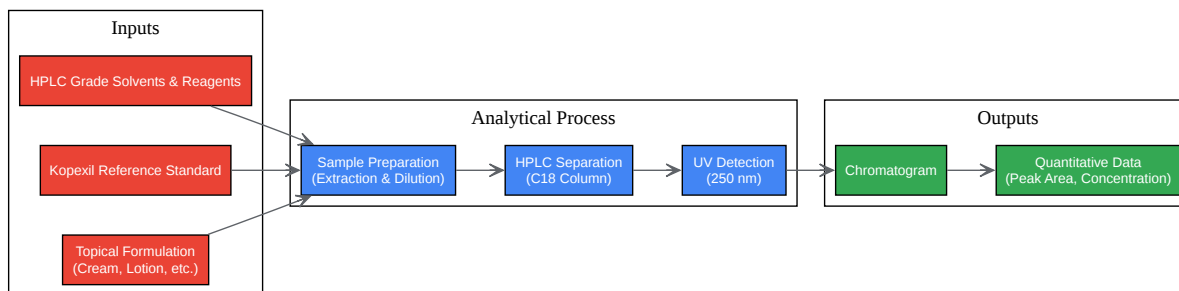 Inputs
HPLC Grade Solvents & Reagents
Kopexil Reference Standard
Topical Formulation
(Cream, Lotion, etc.)
Analytical Process
Sample Preparation
(Extraction & Dilution)
HPLC Separation
(C18 Column)
UV Detection
(250 nm)
Outputs
Chromatogram
Quantitative Data
(Peak Area, Concentration)